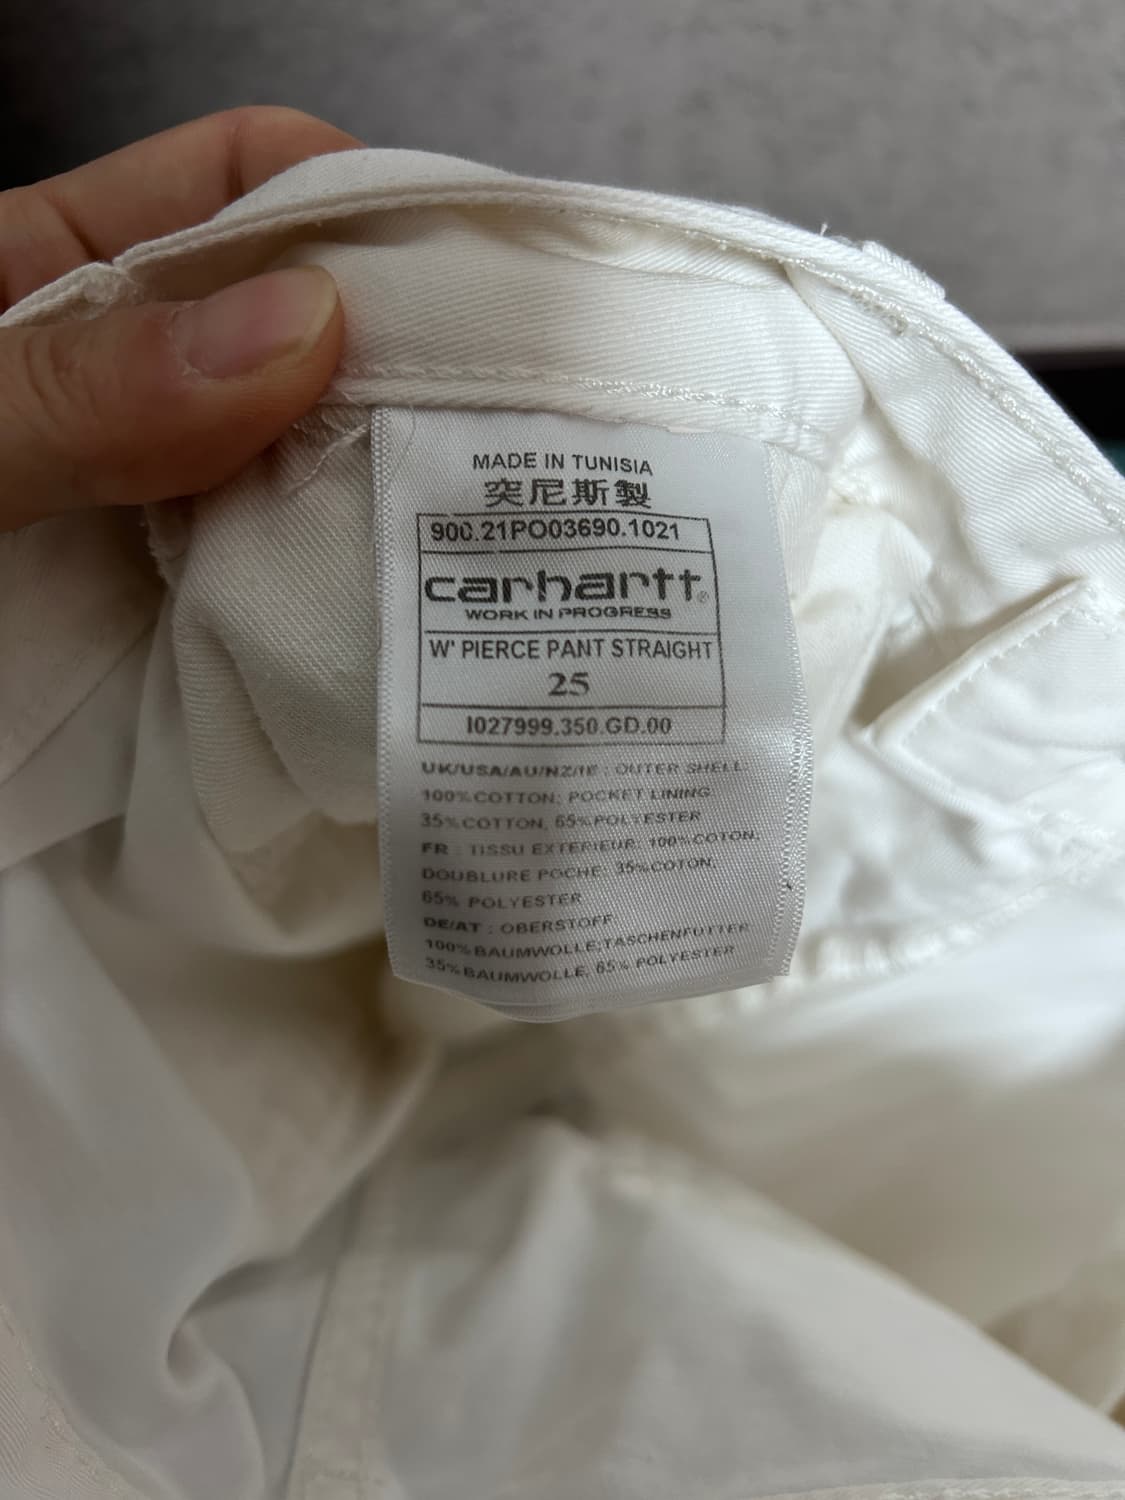 MADE IN TUNISIA
突尼斯製
900.21PO03690.1021
carhartt®
WORK IN PROGRESS
W' PIERCE PANT STRAIGHT
25
I027999.350.GD.00
UK/USA/AU/NZ/IE : OUTER SHELL:
100%COTTON; POCKET LINING
35%COTTON, 65%POLYESTER
FR : TISSU EXTERIEUR: 100%COTON;
DOUBLURE POCHE: 35%COTON;
65% POLYESTER
DE/AT : OBERSTOFF:
100%BAUMWOLLE;TASCHENFUTTER
35%BAUMWOLLE, 65% POLYESTER